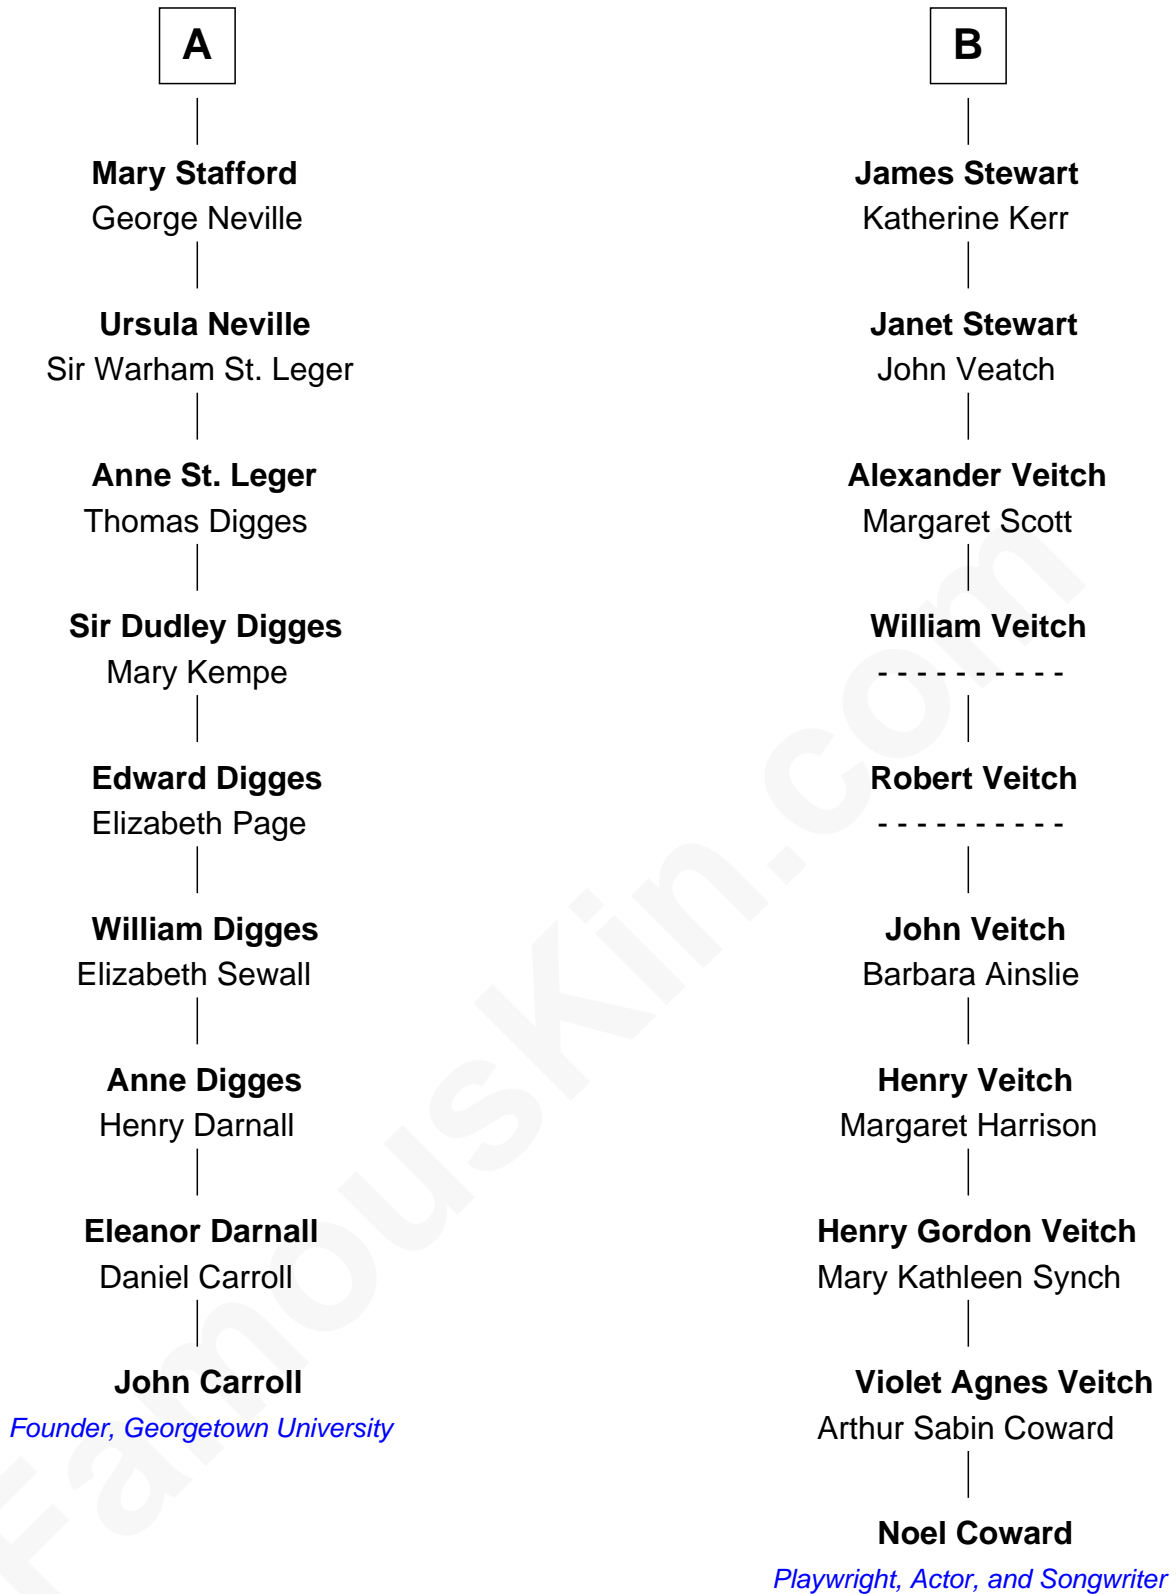 A
Mary Stafford
George Neville
Ursula Neville
Sir Warham St. Leger
Anne St. Leger
Thomas Digges
Sir Dudley Digges
Mary Kempe
Edward Digges
Elizabeth Page
William Digges
Elizabeth Sewall
Anne Digges
Henry Darnall
Eleanor Darnall
Daniel Carroll
John Carroll
Founder, Georgetown University
B
James Stewart
Katherine Kerr
Janet Stewart
John Veatch
Alexander Veitch
Margaret Scott
William Veitch
- - - - - - - - - -
Robert Veitch
- - - - - - - - - -
John Veitch
Barbara Ainslie
Henry Veitch
Margaret Harrison
Henry Gordon Veitch
Mary Kathleen Synch
Violet Agnes Veitch
Arthur Sabin Coward
Noel Coward
Playwright, Actor, and Songwriter
FamousKin.com